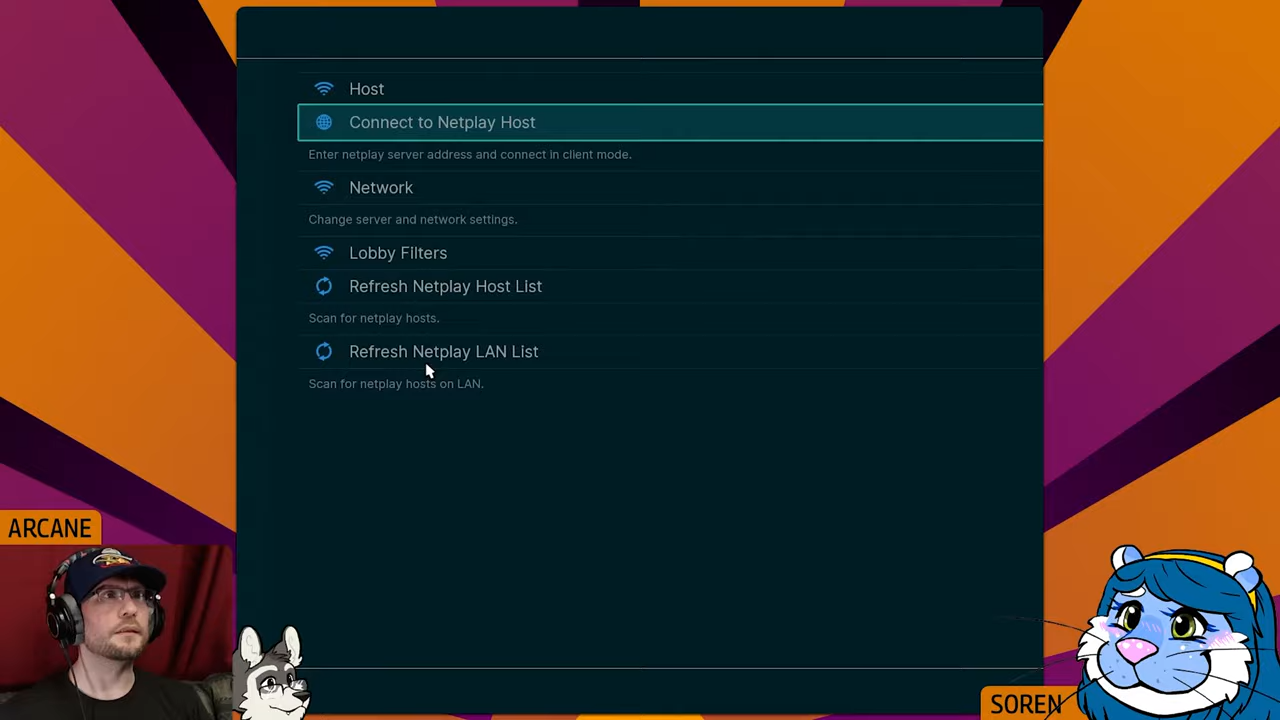 Host
Connect to Netplay Host
Enter netplay server address and connect in client mode.
Network
Change server and network settings.
Lobby Filters
Refresh Netplay Host List
Scan for netplay hosts.
Refresh Netplay LAN List
Scan for netplay hosts on LAN.
ARCANE
SOREN